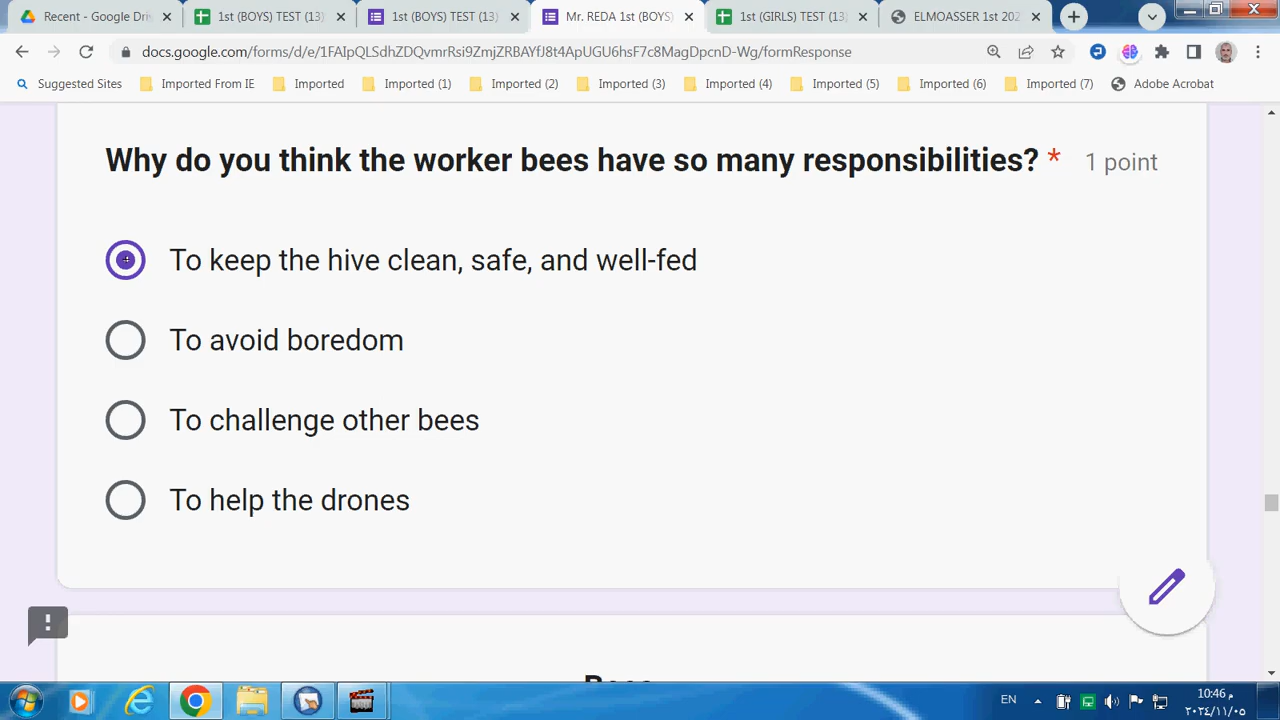 Recent - Google Dri
1st (BOYS) TEST (13)
1st (BOYS) TEST (
Mr. REDA 1st (BOYS)
1st (GIRLS) TEST (13
docs.google.com/forms/d/e/1FAIpQLSdhZDQvmrRsi9ZmjZRBAYfJ8t4ApUGU6hsF7c8MagDpcnD-Wg/formResponse
Suggested Sites
Imported From IE
Imported
Imported (1)
Imported (2)
Imported (3)
Imported (4)
Imported (5)
Imported (6)
Imported (7)
Adobe Acrobat
Why do you think the worker bees have so many responsibilities? * 1 point
To keep the hive clean, safe, and well-fed
To avoid boredom
To challenge other bees
To help the drones
EN
10:46 م
٢٠٢٤/١١/٠٥